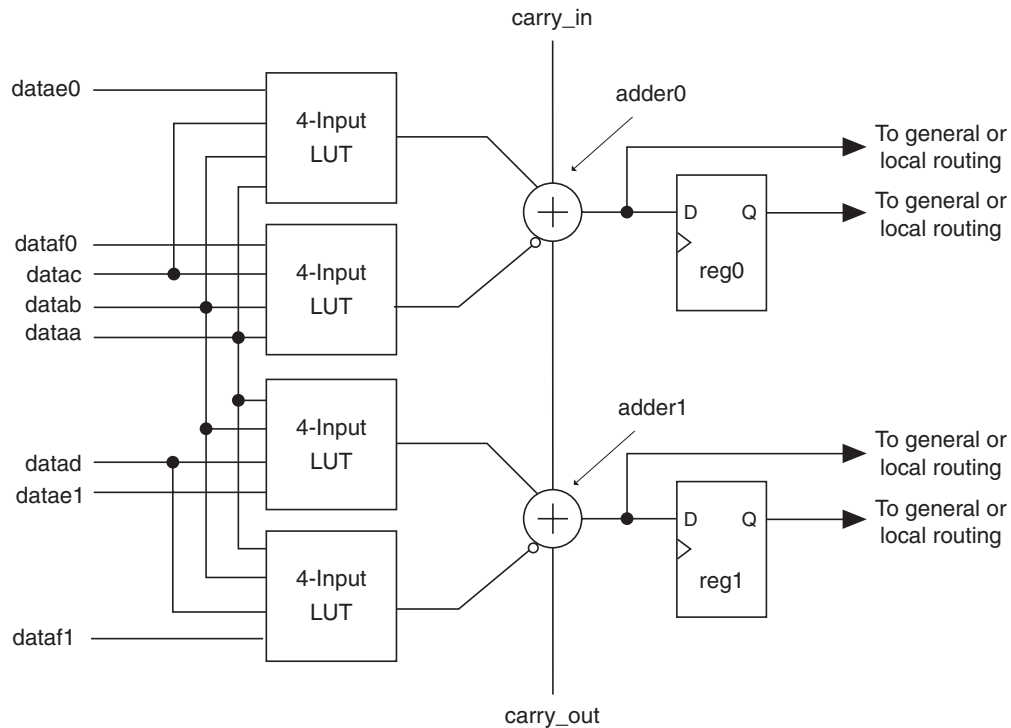 carry_in
datae0
4-Input
LUT
adder0
To general or
local routing
dataf0
datac
datab
dataa
4-Input
LUT
D
Q
reg0
To general or
local routing
4-Input
LUT
adder1
To general or
local routing
datad
datae1
4-Input
LUT
D
Q
reg1
To general or
local routing
dataf1
carry_out